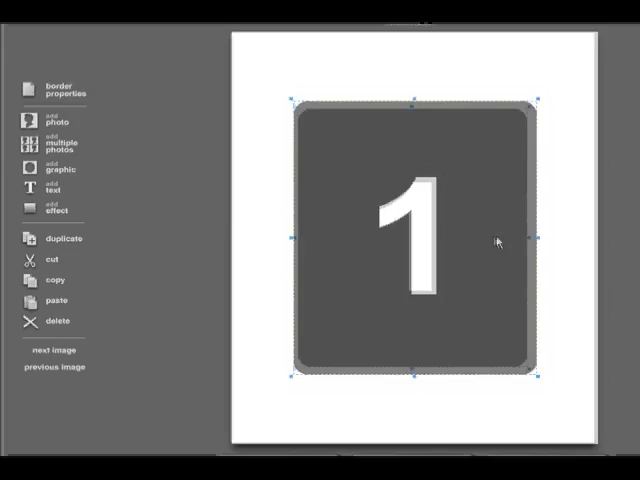 border
properties
add
photo
add
multiple
photos
add
graphic
T add
text
add
effect
duplicate
cut
copy
paste
delete
next image
previous image
1